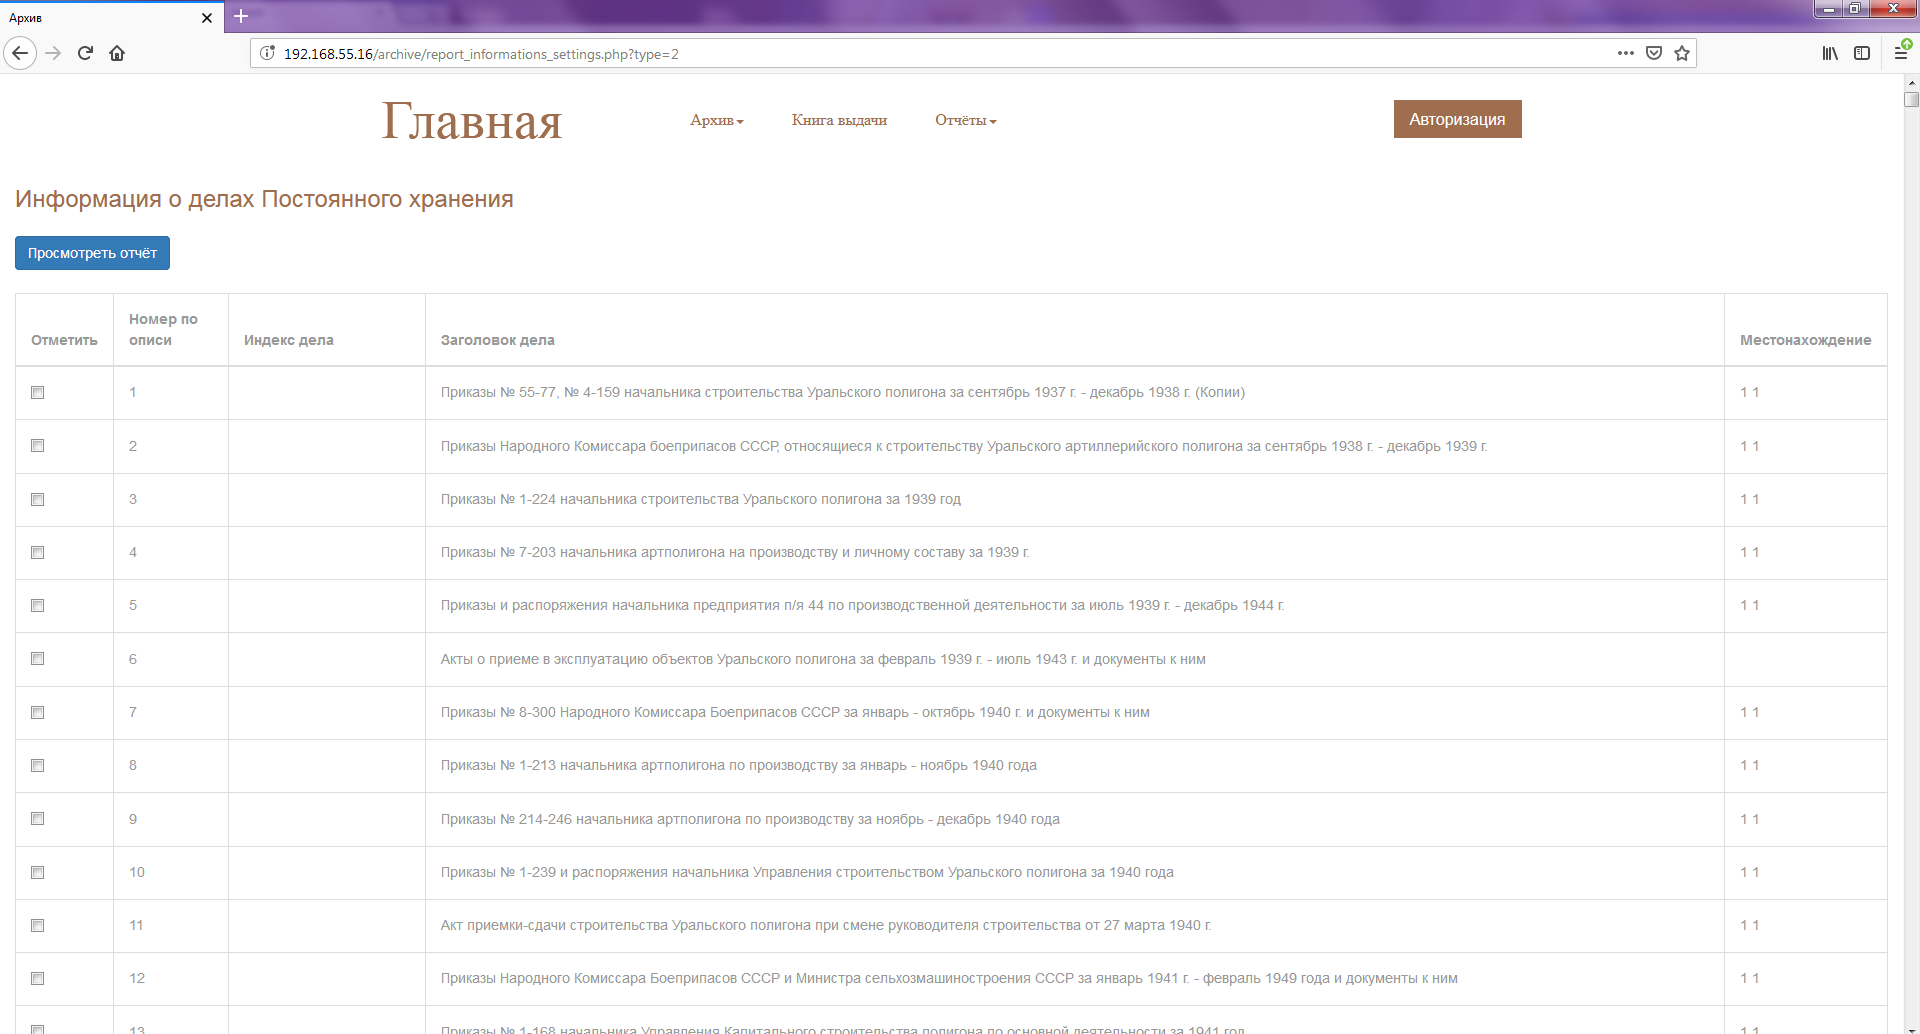 Архив
192.168.55.16/archive/report_informations_settings.php?type=2
Главная Архив Книга выдачи Отчёты Авторизация
Информация о делах Постоянного хранения
Просмотреть отчёт
Отметить Номер по описи Индекс дела Заголовок дела Местонахождение
1 Приказы № 55-77, № 4-159 начальника строительства Уральского полигона за сентябрь 1937 г. - декабрь 1938 г. (Копии) 1 1
2 Приказы Народного Комиссара боеприпасов СССР, относящиеся к строительству Уральского артиллерийского полигона за сентябрь 1938 г. - декабрь 1939 г. 1 1
3 Приказы № 1-224 начальника строительства Уральского полигона за 1939 год 1 1
4 Приказы № 7-203 начальника артполигона на производству и личному составу за 1939 г. 1 1
5 Приказы и распоряжения начальника предприятия п/я 44 по производственной деятельности за июль 1939 г. - декабрь 1944 г. 1 1
6 Акты о приеме в эксплуатацию объектов Уральского полигона за февраль 1939 г. - июль 1943 г. и документы к ним
7 Приказы № 8-300 Народного Комиссара Боеприпасов СССР за январь - октябрь 1940 г. и документы к ним 1 1
8 Приказы № 1-213 начальника артполигона по производству за январь - ноябрь 1940 года 1 1
9 Приказы № 214-246 начальника артполигона по производству за ноябрь - декабрь 1940 года 1 1
10 Приказы № 1-239 и распоряжения начальника Управления строительством Уральского полигона за 1940 года 1 1
11 Акт приемки-сдачи строительства Уральского полигона при смене руководителя строительства от 27 марта 1940 г. 1 1
12 Приказы Народного Комиссара Боеприпасов СССР и Министра сельхозмашиностроения СССР за январь 1941 г. - февраль 1949 года и документы к ним 1 1
13 Приказы № 1-168 начальника Управления Капитального строительства полигона по основной деятельности за 1941 год 1 1